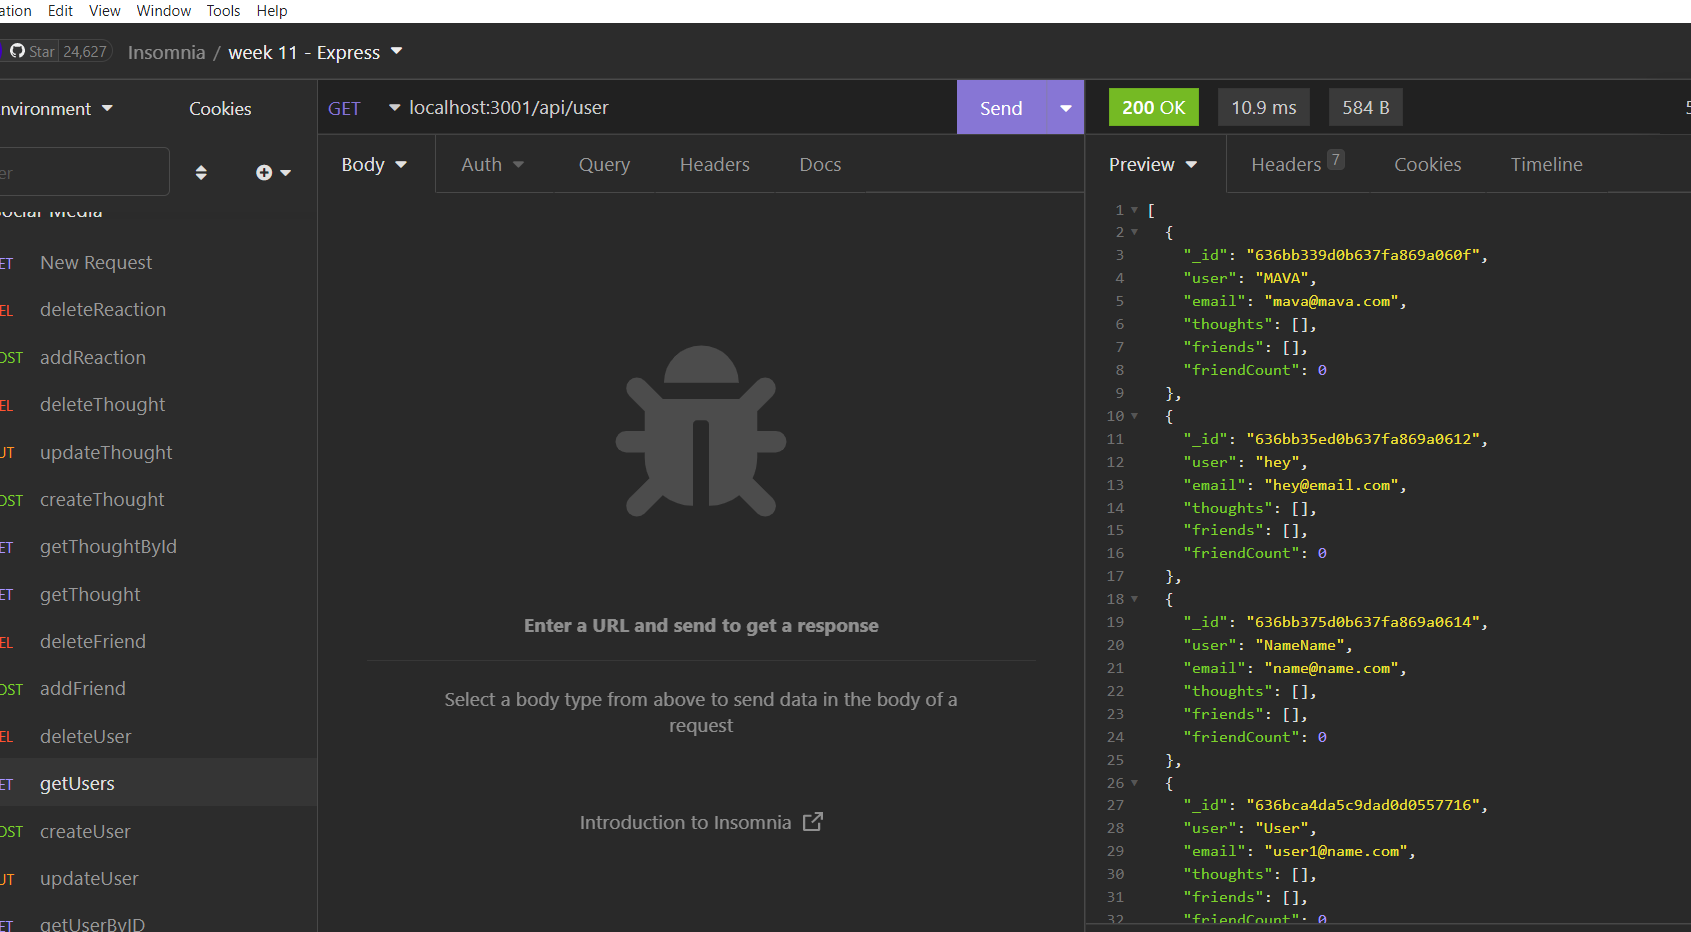 ation Edit View Window Tools Help
Star 24,627 Insomnia / week 11 - Express
nvironment Cookies
GET localhost:3001/api/user Send
200 OK 10.9 ms 584 B
er
Body Auth Query Headers Docs
Preview Headers 7 Cookies Timeline
ocial Media
ET New Request
EL deleteReaction
OST addReaction
EL deleteThought
UT updateThought
OST createThought
ET getThoughtById
ET getThought
EL deleteFriend
OST addFriend
EL deleteUser
ET getUsers
OST createUser
UT updateUser
ET getUserByID
Enter a URL and send to get a response
Select a body type from above to send data in the body of a
request
Introduction to Insomnia
1 [
2 {
3 "_id": "636bb339d0b637fa869a060f",
4 "user": "MAVA",
5 "email": "mava@mava.com",
6 "thoughts": [],
7 "friends": [],
8 "friendCount": 0
9 },
10 {
11 "_id": "636bb35ed0b637fa869a0612",
12 "user": "hey",
13 "email": "hey@email.com",
14 "thoughts": [],
15 "friends": [],
16 "friendCount": 0
17 },
18 {
19 "_id": "636bb375d0b637fa869a0614",
20 "user": "NameName",
21 "email": "name@name.com",
22 "thoughts": [],
23 "friends": [],
24 "friendCount": 0
25 },
26 {
27 "_id": "636bca4da5c9dad0d0557716",
28 "user": "User",
29 "email": "user1@name.com",
30 "thoughts": [],
31 "friends": [],
32 "friendCount": 0